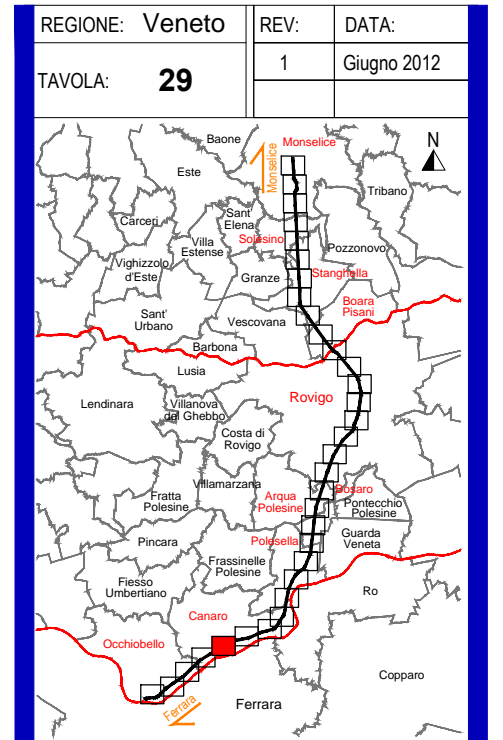 REGIONE: Veneto
REV:
DATA:
TAVOLA: 29
1
Giugno 2012
Baone
Monselice
N
Monselice
Este
Tribano
Carceri
Sant'
Elena
Solesino
Villa
Estense
Pozzonovo
Vighizzolo
d'Este
Granze
Stanghella
Boara
Pisani
Sant'
Urbano
Vescovana
Barbona
Lusia
Lendinara
Villanova
del Ghebbo
Rovigo
Costa di
Rovigo
Villamarzana
Fratta
Polesine
Arqua
Polesine
Bosaro
Pontecchio
Polesine
Pincara
Polesella
Guarda
Veneta
Frassinelle
Polesine
Fiesso
Umbertiano
Ro
Canaro
Occhiobello
Copparo
Ferrara
Ferrara